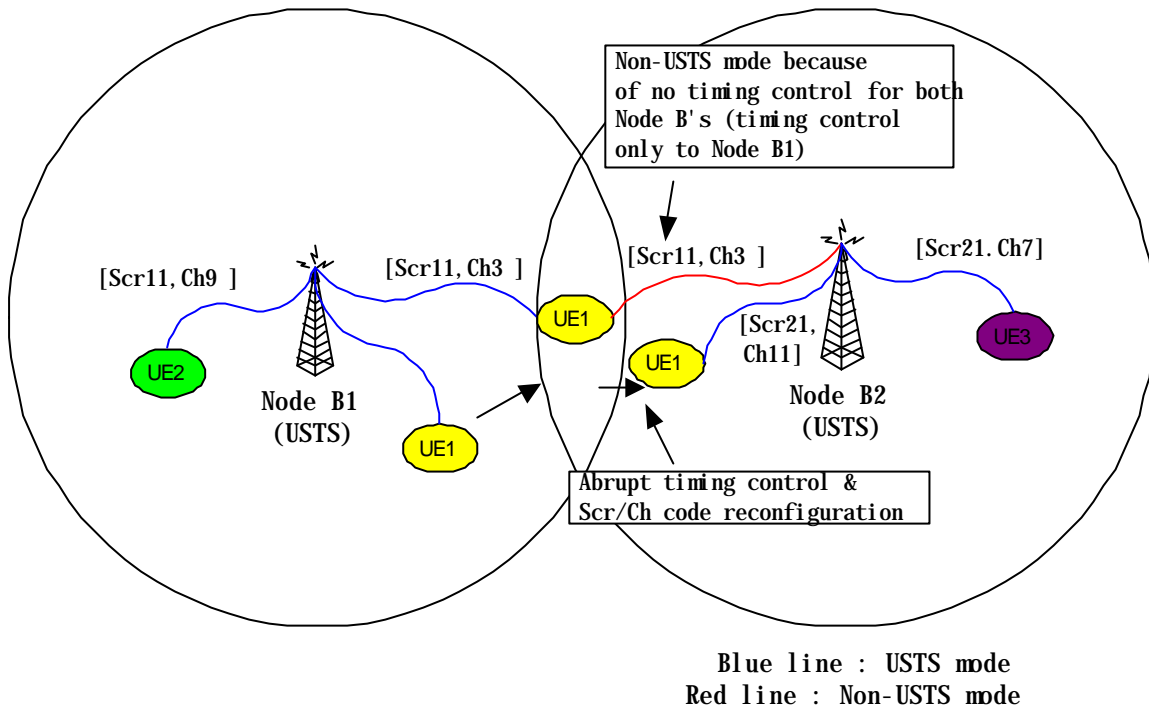 Non-USTS mode because
of no timing control for both
Node B's (timing control
only to Node B1)
[Scr11,Ch9 ]
[Scr11,Ch3 ]
[Scr11,Ch3 ]
[Scr21.Ch7]
[Scr21,
Ch11]
UE1
UE2
UE1
UE3
Node B1
(USTS)
UE1
Node B2
(USTS)
Abrupt timing control &
Scr/Ch code reconfiguration
Blue line : USTS mode
Red line : Non-USTS mode